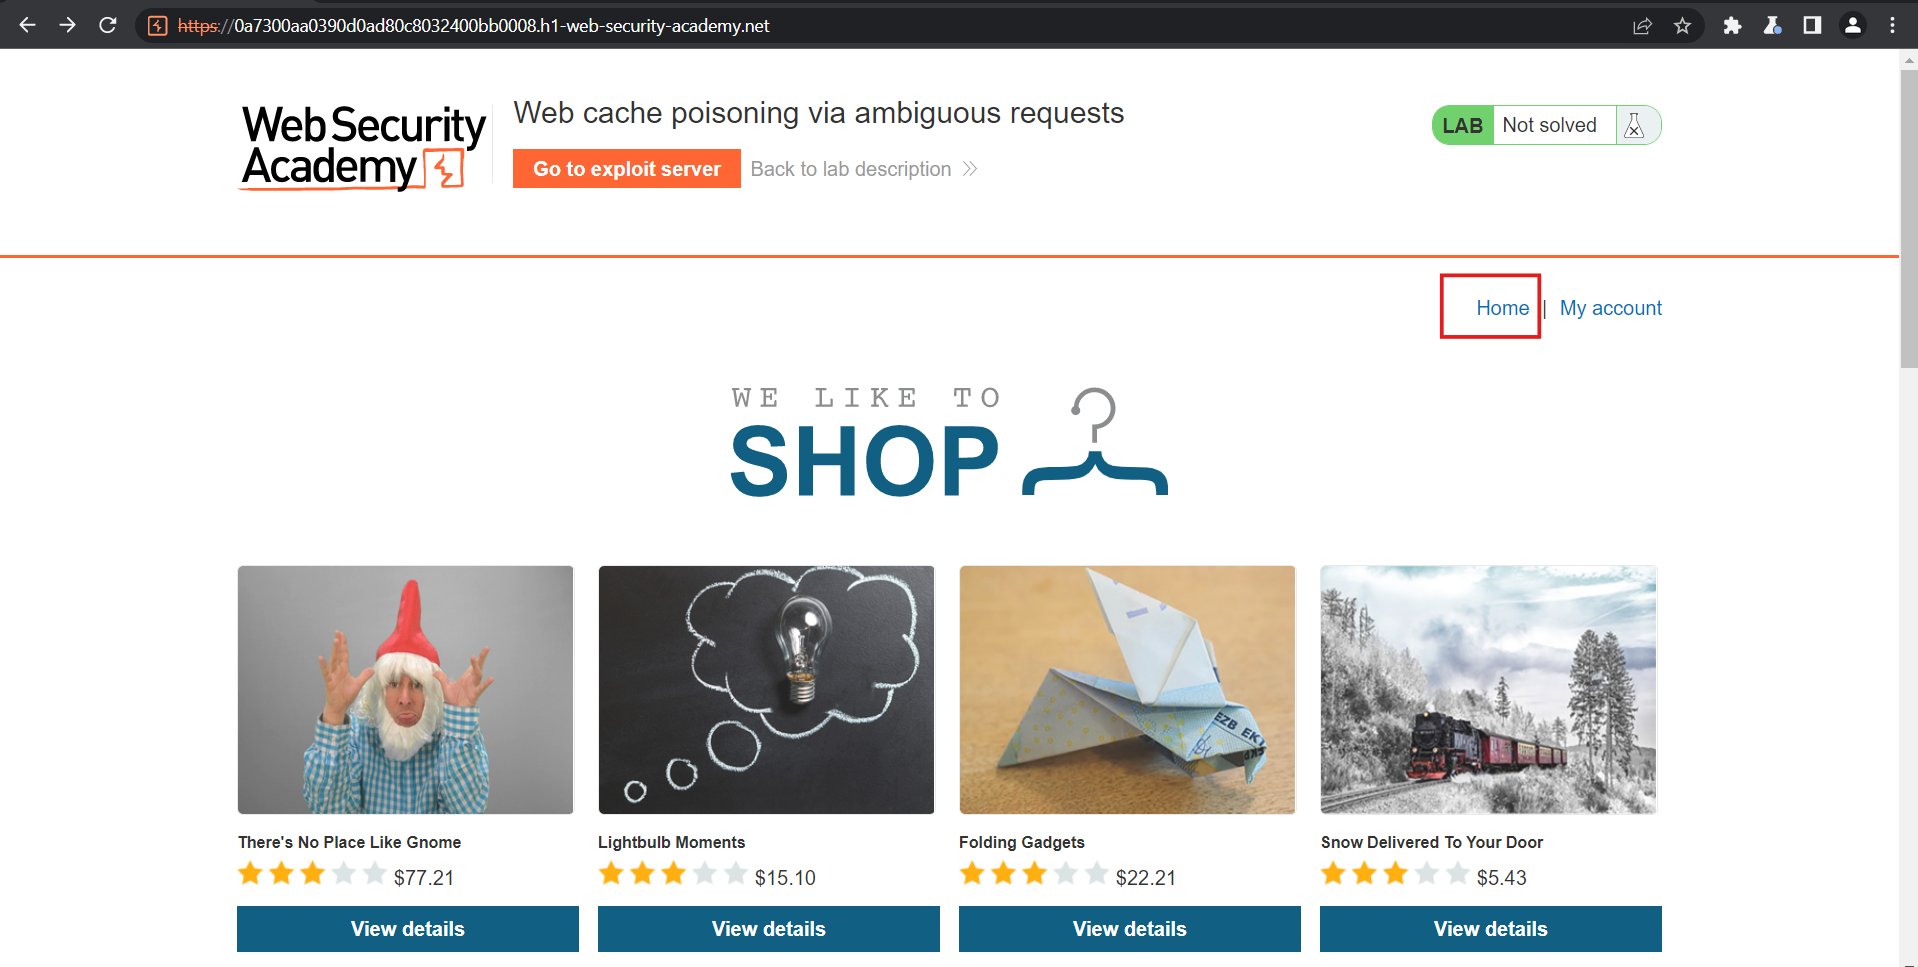 https://0a7300aa0390d0ad80c8032400bb0008.h1-web-security-academy.net
Web Security
Academy
Web cache poisoning via ambiguous requests
Go to exploit server
Back to lab description
LAB Not solved
Home | My account
WE LIKE TO
SHOP
EZB EKT
There's No Place Like Gnome
$77.21
View details
Lightbulb Moments
$15.10
View details
Folding Gadgets
$22.21
View details
Snow Delivered To Your Door
$5.43
View details